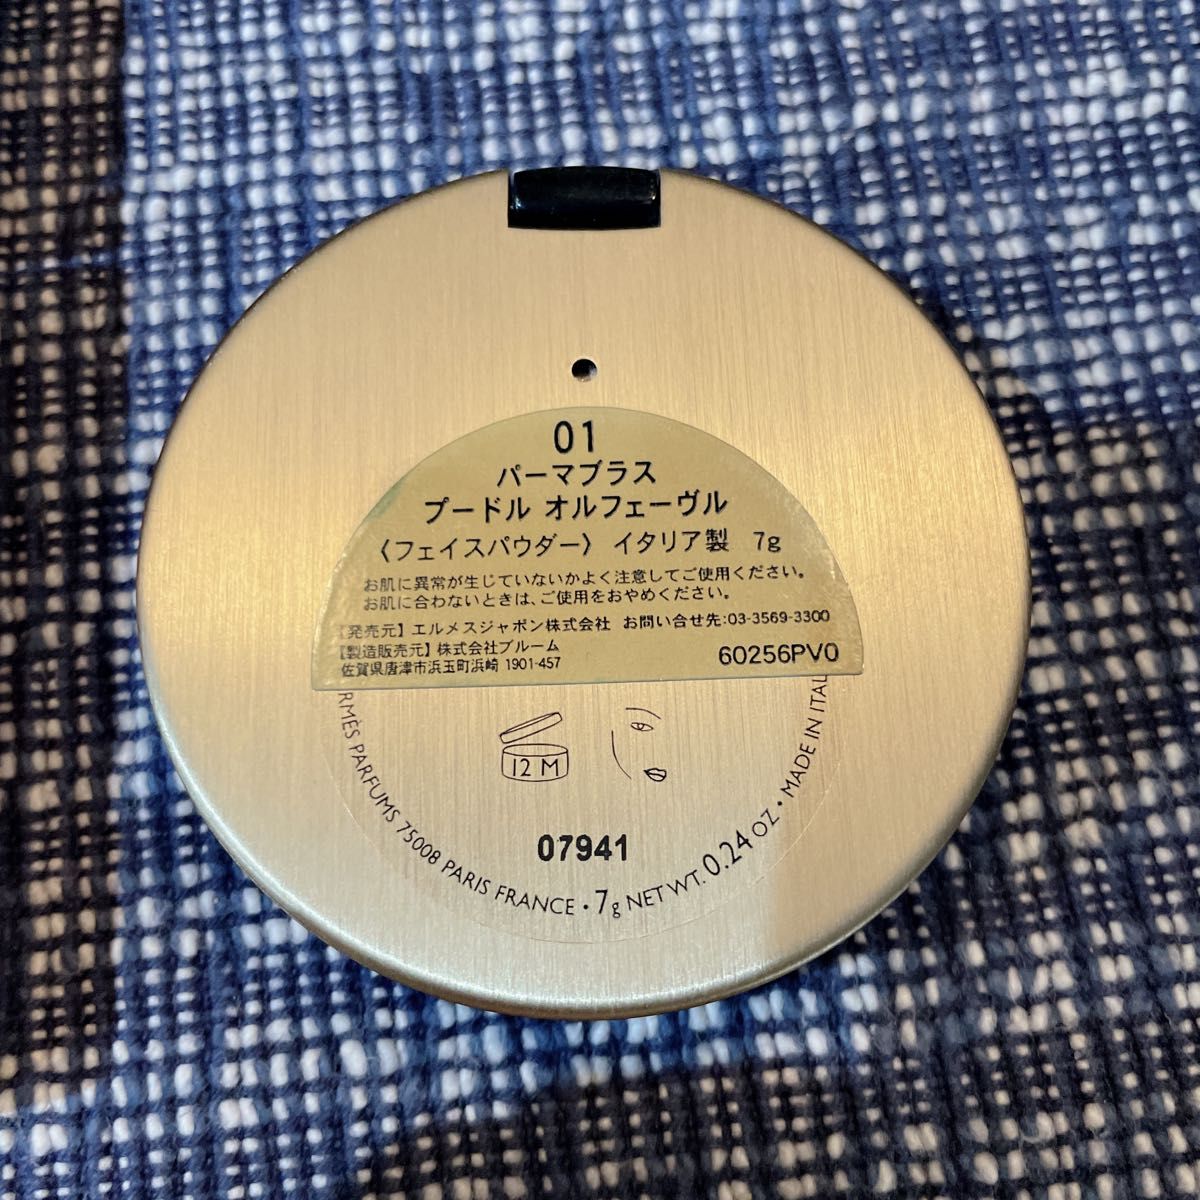 01
パーマブラス
プードル オルフェーヴル
〈フェイスパウダー〉 イタリア製 7g
お肌に異常が生じていないかよく注意してご使用ください。
お肌に合わないときは、ご使用をおやめください。
【発売元】エルメスジャポン株式会社 お問い合せ先:03-3569-3300
【製造販売元】株式会社ブルーム
佐賀県唐津市浜玉町浜崎 1901-457 60256PV0
12 M
07941
RMÈS PARFUMS 75008 PARIS FRANCE • 7g NET WT. 0.24 OZ • MADE IN ITAL